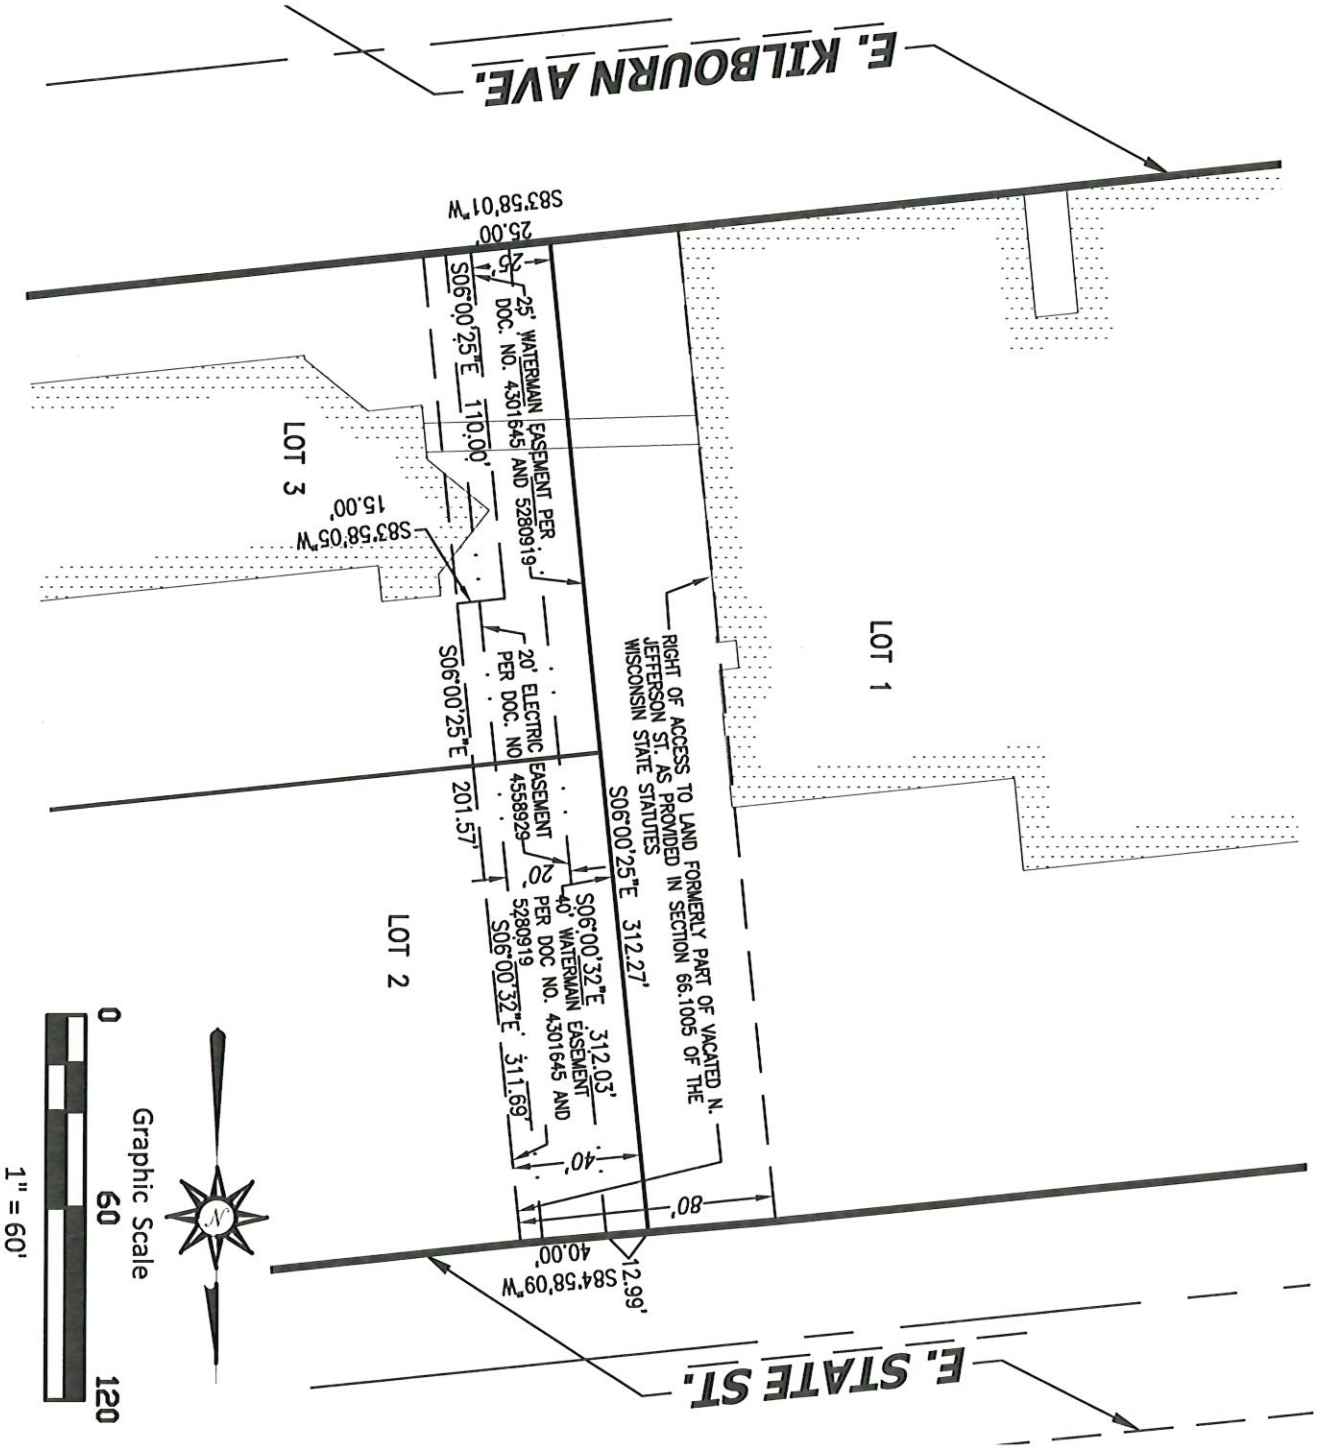 E. KILBOURN AVE.
S83°58'01"W
25.00'
25'
25' WATERMAIN EASEMENT PER
DOC. NO. 4301645 AND 5280919
S06°00'25"E 110.00'
LOT 3
S83°58'05"W
15.00'
LOT 1
RIGHT OF ACCESS TO LAND FORMERLY PART OF VACATED N.
JEFFERSON ST. AS PROVIDED IN SECTION 66.1005 OF THE
WISCONSIN STATE STATUTES
S06°00'25"E 312.27'
20' ELECTRIC EASEMENT
PER DOC. NO 4558929
S06°00'25"E 201.57'
20'
S06°00'32"E 312.03'
40' WATERMAIN EASEMENT
PER DOC NO. 4301645 AND
5280919
S06°00'32"E 311.69'
LOT 2
40'
80'
12.99'
S84°58'09"W
40.00'
E. STATE ST.
N
0 60 120
Graphic Scale
1" = 60'